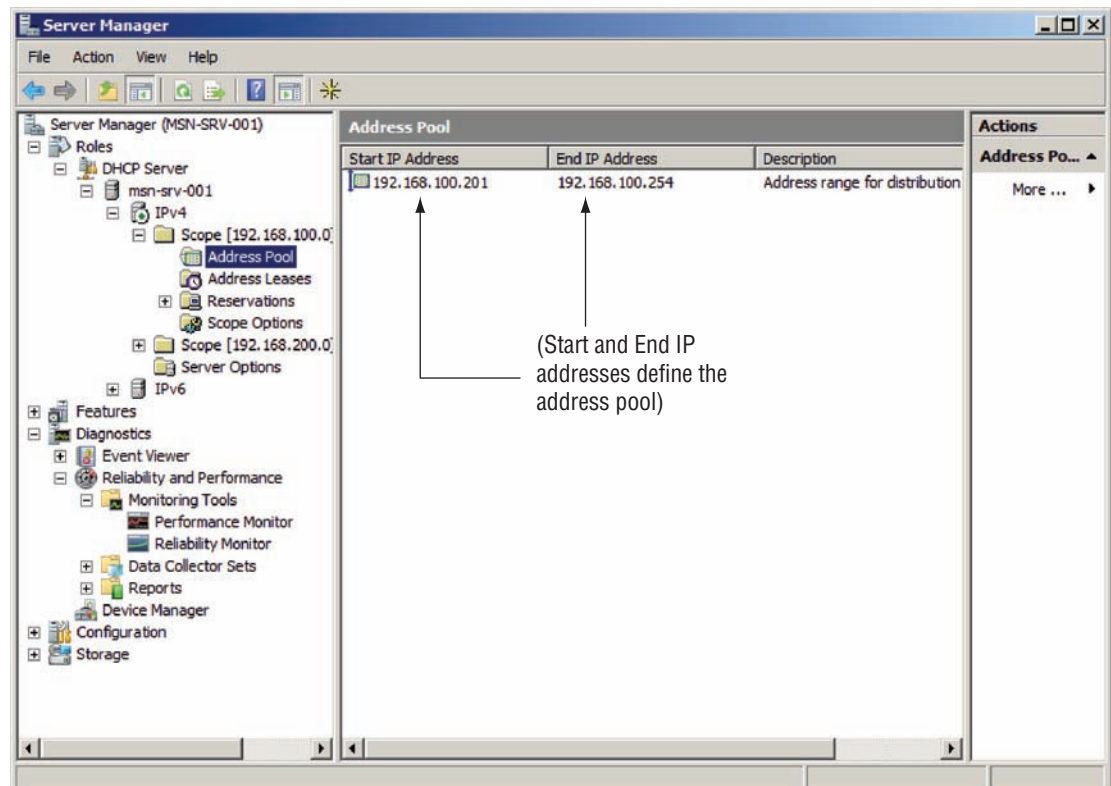 Server Manager
File Action View Help
Server Manager (MSN-SRV-001)
Roles
DHCP Server
msn-srv-001
IPv4
Scope [192.168.100.0]
Address Pool
Address Leases
Reservations
Scope Options
Scope [192.168.200.0]
Server Options
IPv6
Features
Diagnostics
Event Viewer
Reliability and Performance
Monitoring Tools
Performance Monitor
Reliability Monitor
Data Collector Sets
Reports
Device Manager
Configuration
Storage
Address Pool
Start IP Address End IP Address Description
192.168.100.201 192.168.100.254 Address range for distribution
(Start and End IP
addresses define the
address pool)
Actions
Address Po...
More ...